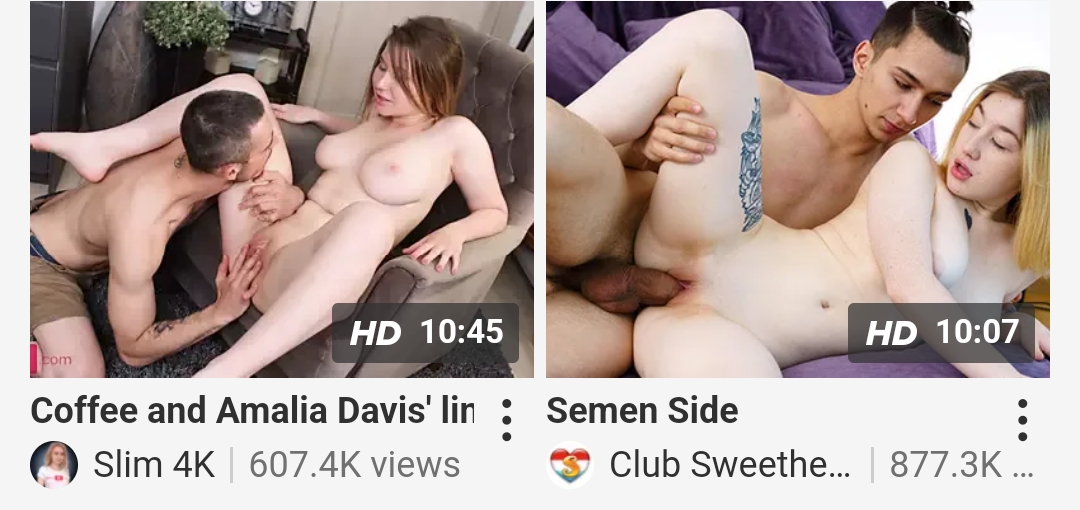 HD 10:45
HD 10:07
.com
Coffee and Amalia Davis' lin
Semen Side
Slim 4K | 607.4K views
Club Sweethe... | 877.3K ...